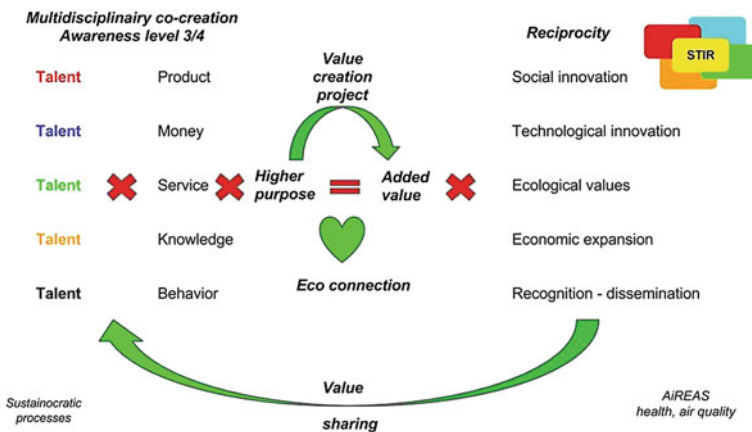 Multidisciplinairy co-creation
Awareness level 3/4
Reciprocity
STIR
Value
creation
project
Talent Product Social innovation
Talent Money Technological innovation
Talent Service Higher purpose = Added value Ecological values
Talent Knowledge Economic expansion
Eco connection
Talent Behavior Recognition - dissemination
Value
sharing
Sustainocratic
processes
AiREAS
health, air quality